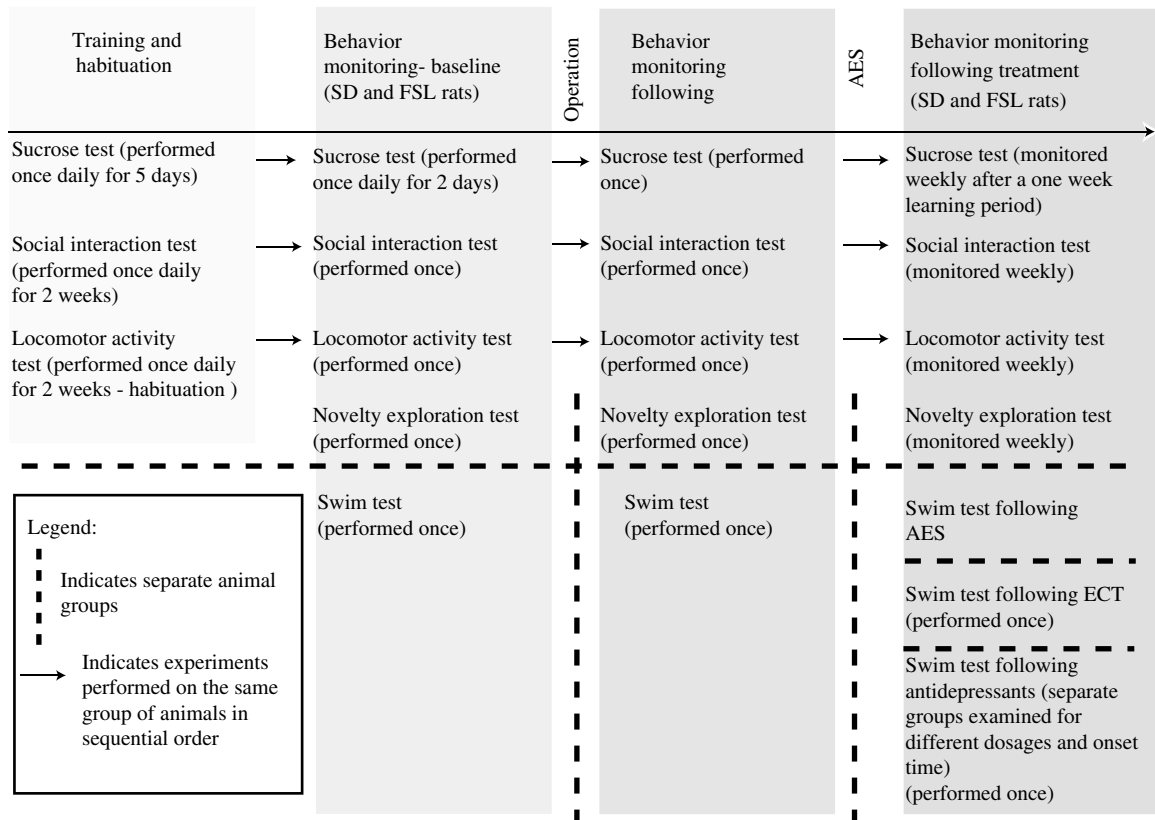 Training and
habituation
Behavior
monitoring- baseline
(SD and FSL rats)
Operation
Behavior
monitoring
following
AES
Behavior monitoring
following treatment
(SD and FSL rats)
Sucrose test (performed
once daily for 5 days)
Sucrose test (performed
once daily for 2 days)
Sucrose test (performed
once)
Sucrose test (monitored
weekly after a one week
learning period)
Social interaction test
(performed once daily
for 2 weeks)
Social interaction test
(performed once)
Social interaction test
(performed once)
Social interaction test
(monitored weekly)
Locomotor activity
test (performed once daily
for 2 weeks - habituation )
Locomotor activity test
(performed once)
Locomotor activity test
(performed once)
Locomotor activity test
(monitored weekly)
Novelty exploration test
(performed once)
Novelty exploration test
(performed once)
Novelty exploration test
(monitored weekly)
Swim test
(performed once)
Swim test
(performed once)
Swim test following
AES
Swim test following ECT
(performed once)
Swim test following
antidepressants (separate
groups examined for
different dosages and onset
time)
(performed once)
Legend:
Indicates separate animal
groups
Indicates experiments
performed on the same
group of animals in
sequential order